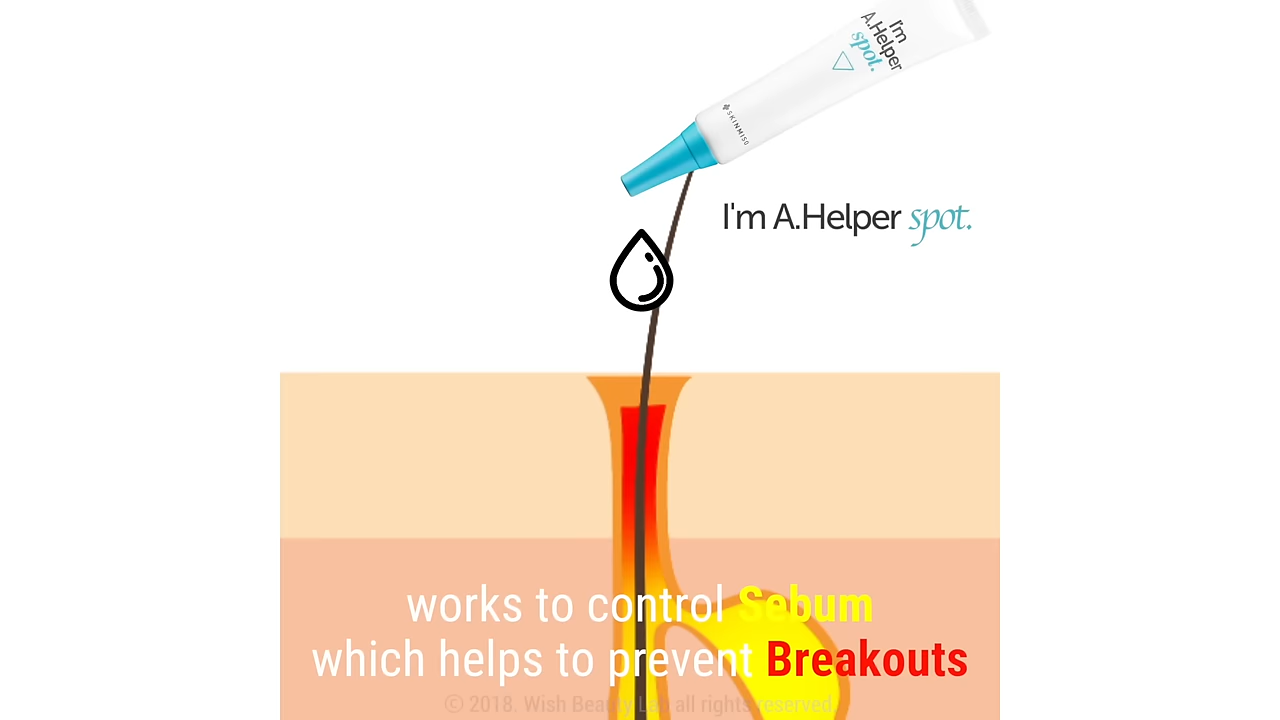 I'm
A.Helper
spot.
SKINMISO
I'm A.Helper spot.
works to control Sebum
which helps to prevent Breakouts
© 2018. Wish Beauty Lab all rights reserved.